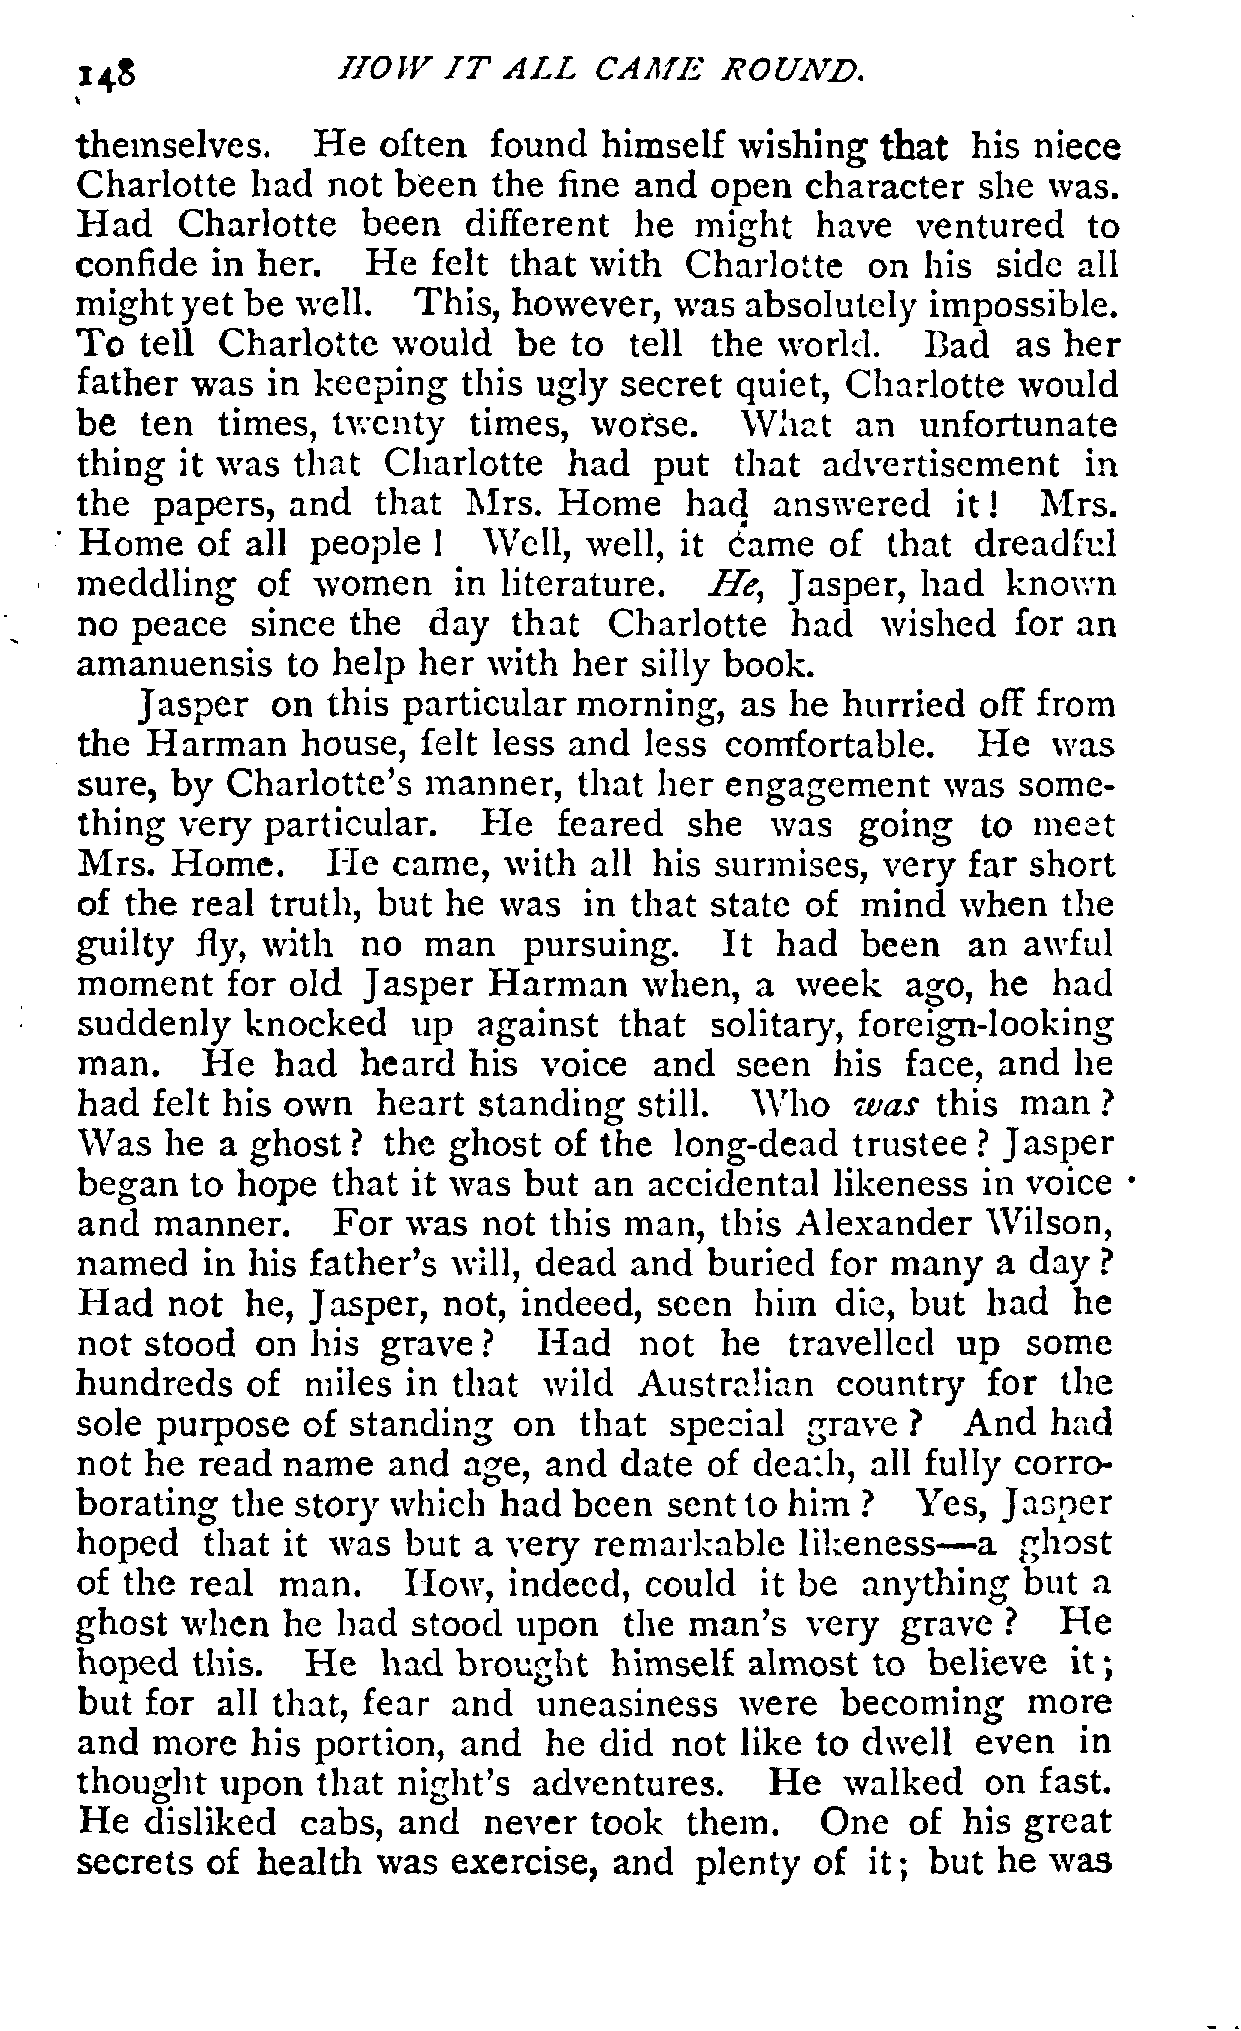 148 HOW IT ALL CAME ROUND.
themselves. He often found himself wishing that his niece
Charlotte had not been the fine and open character she was.
Had Charlotte been different he might have ventured to
confide in her. He felt that with Charlotte on his side all
might yet be well. This, however, was absolutely impossible.
To tell Charlotte would be to tell the world. Bad as her
father was in keeping this ugly secret quiet, Charlotte would
be ten times, twenty times, worse. What an unfortunate
thing it was that Charlotte had put that advertisement in
the papers, and that Mrs. Home had answered it! Mrs.
Home of all people! Well, well, it came of that dreadful
meddling of women in literature. He, Jasper, had known
no peace since the day that Charlotte had wished for an
amanuensis to help her with her silly book.
Jasper on this particular morning, as he hurried off from
the Harman house, felt less and less comfortable. He was
sure, by Charlotte's manner, that her engagement was some-
thing very particular. He feared she was going to meet
Mrs. Home. He came, with all his surmises, very far short
of the real truth, but he was in that state of mind when the
guilty fly, with no man pursuing. It had been an awful
moment for old Jasper Harman when, a week ago, he had
suddenly knocked up against that solitary, foreign-looking
man. He had heard his voice and seen his face, and he
had felt his own heart standing still. Who was this man?
Was he a ghost? the ghost of the long-dead trustee? Jasper
began to hope that it was but an accidental likeness in voice
and manner. For was not this man, this Alexander Wilson,
named in his father's will, dead and buried for many a day?
Had not he, Jasper, not, indeed, seen him die, but had he
not stood on his grave? Had not he travelled up some
hundreds of miles in that wild Australian country for the
sole purpose of standing on that special grave? And had
not he read name and age, and date of death, all fully corro-
borating the story which had been sent to him? Yes, Jasper
hoped that it was but a very remarkable likeness—a ghost
of the real man. How, indeed, could it be anything but a
ghost when he had stood upon the man's very grave? He
hoped this. He had brought himself almost to believe it;
but for all that, fear and uneasiness were becoming more
and more his portion, and he did not like to dwell even in
thought upon that night's adventures. He walked on fast.
He disliked cabs, and never took them. One of his great
secrets of health was exercise, and plenty of it; but he was